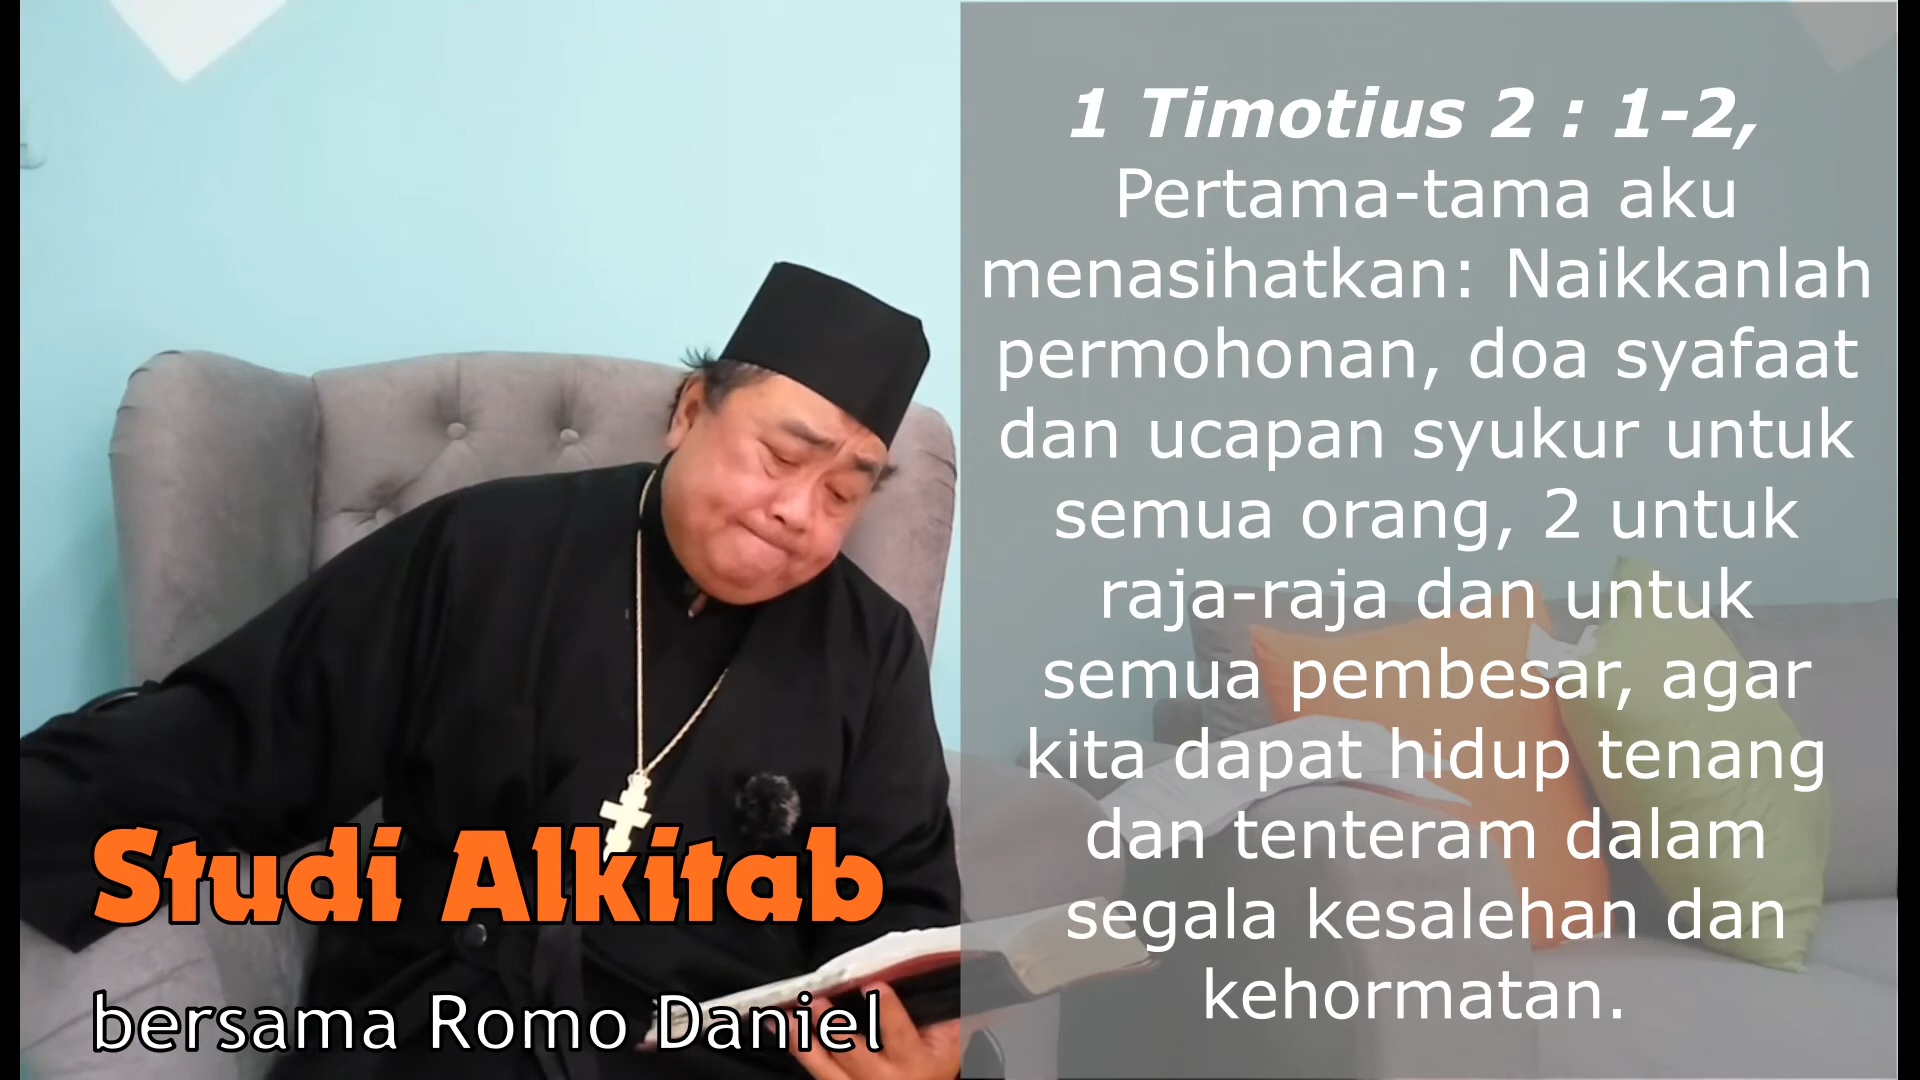 1 Timotius 2 : 1-2,
Pertama-tama aku
menasihatkan: Naikkanlah
permohonan, doa syafaat
dan ucapan syukur untuk
semua orang, 2 untuk
raja-raja dan untuk
semua pembesar, agar
kita dapat hidup tenang
dan tenteram dalam
segala kesalehan dan
kehormatan.
Studi Alkitab
bersama Romo Daniel